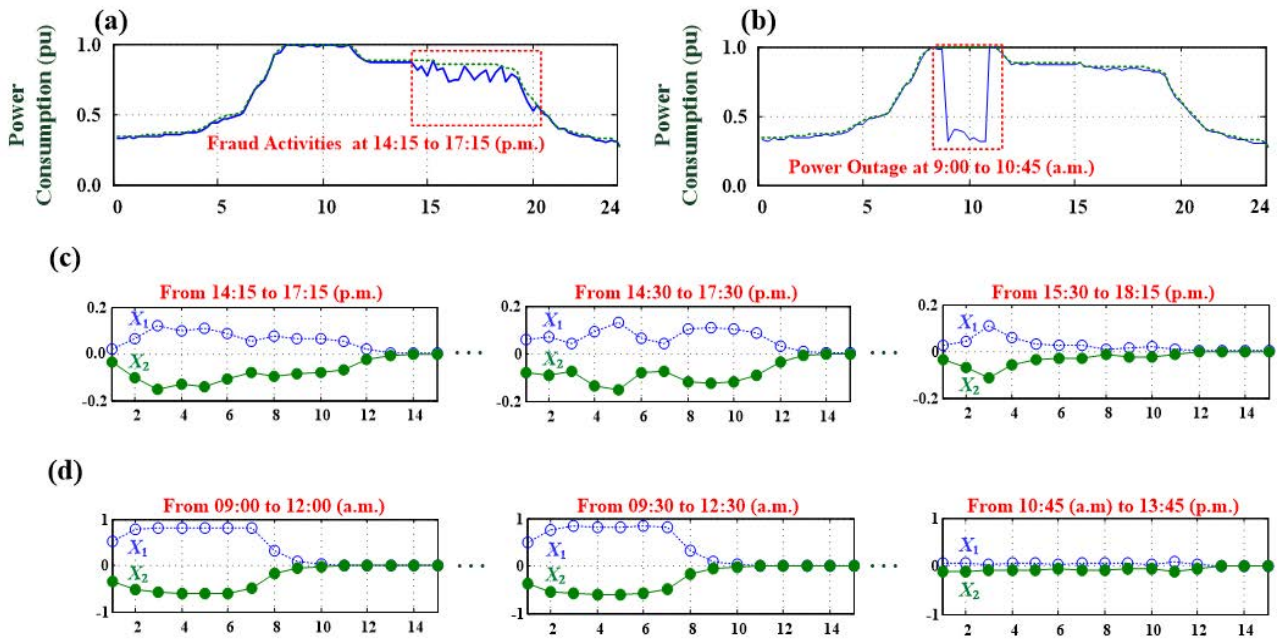 (a)
(b)
Power
Consumption (pu)
1.0
0.5
0.0
Fraud Activities at 14:15 to 17:15 (p.m.)
0 5 10 15 20 24
Power
Consumption (pu)
1.0
0.5
0.0
Power Outage at 9:00 to 10:45 (a.m.)
0 5 10 15 20 24
(c)
From 14:15 to 17:15 (p.m.)
0.2
0.0
-0.2
X1
X2
2 4 6 8 10 12 14
...
From 14:30 to 17:30 (p.m.)
0.2
0
-0.2
X1
X2
2 4 6 8 10 12 14
...
From 15:30 to 18:15 (p.m.)
0.2
0
-0.2
X1
X2
2 4 6 8 10 12 14
(d)
From 09:00 to 12:00 (a.m.)
1
0
-1
X1
X2
2 4 6 8 10 12 14
...
From 09:30 to 12:30 (a.m.)
1
0
-1
X1
X2
2 4 6 8 10 12 14
...
From 10:45 (a.m) to 13:45 (p.m.)
1
0
-1
X1
X2
2 4 6 8 10 12 14